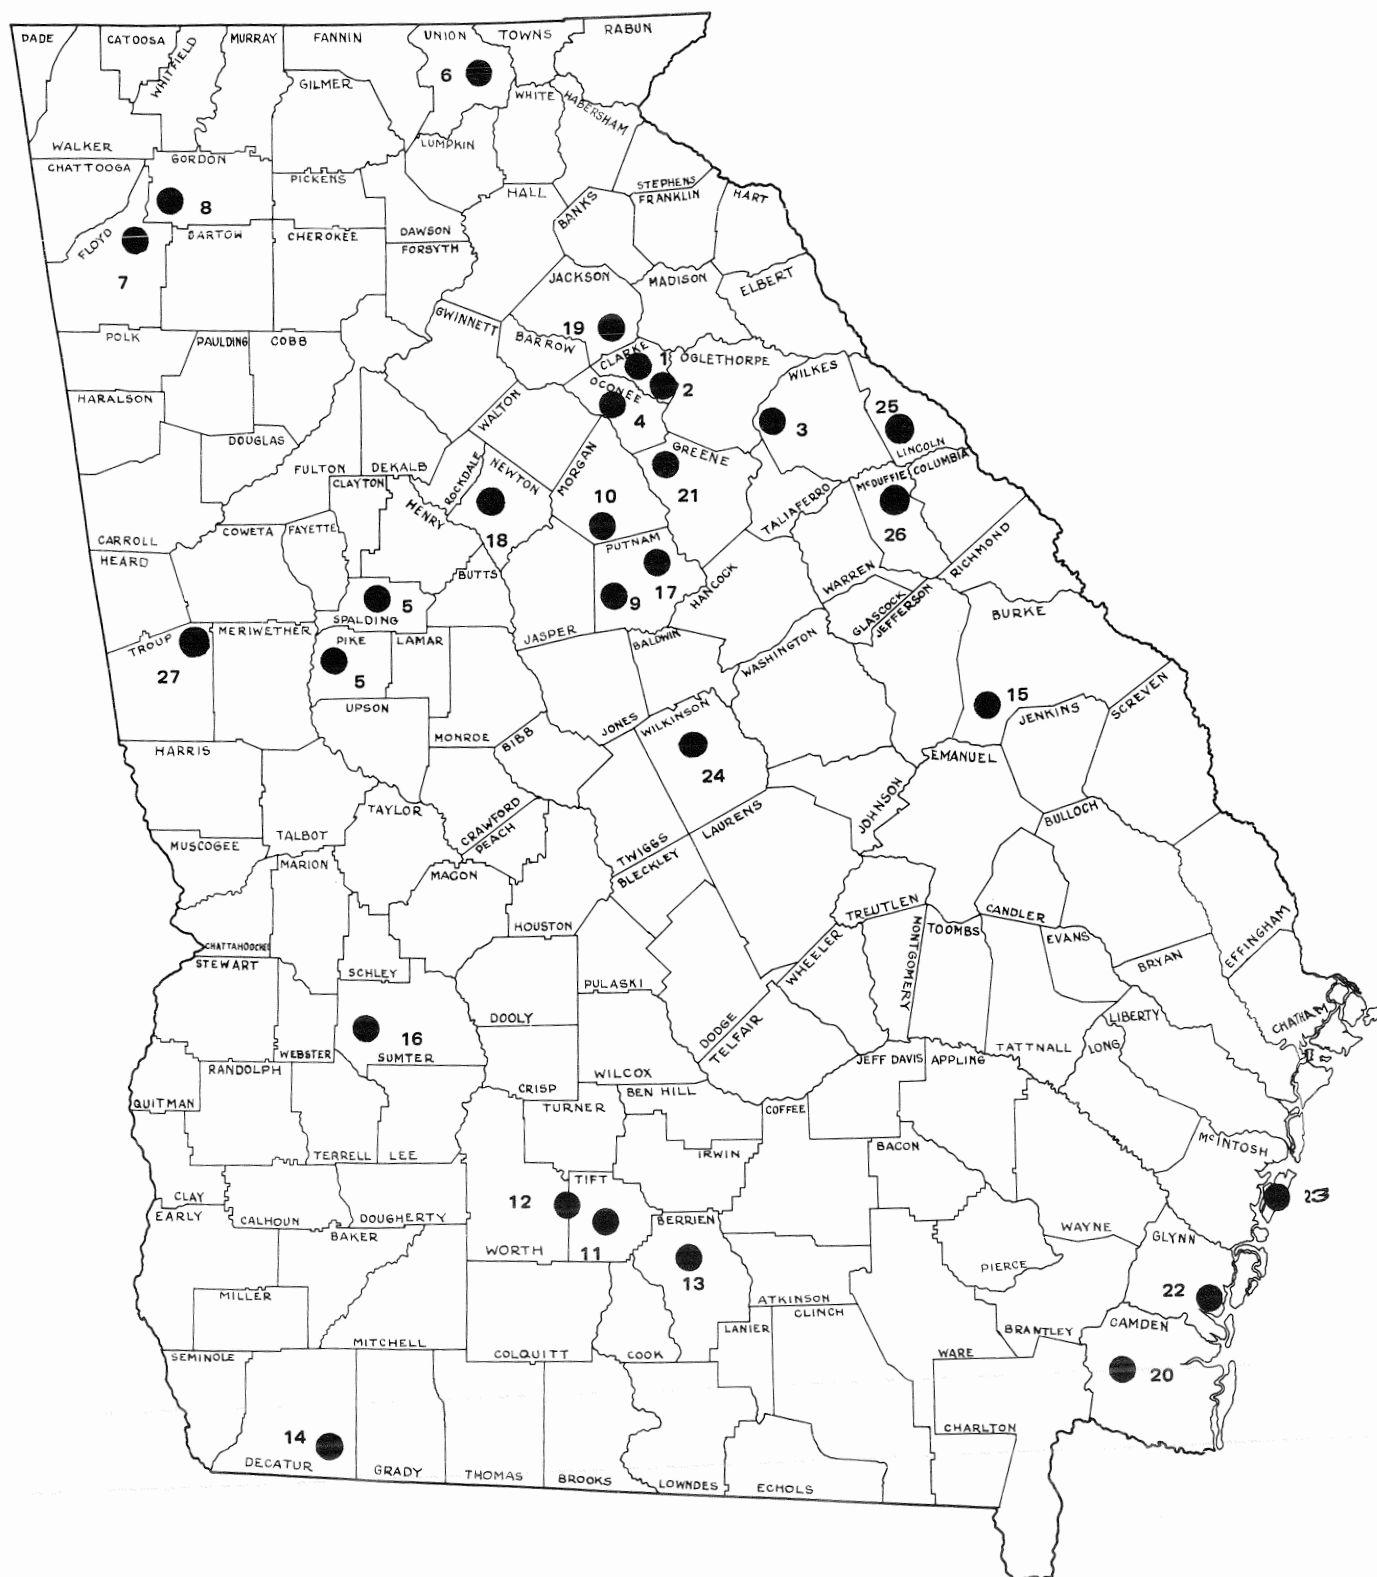 DADE
CATOOSA
WHITFIELD
MURRAY
FANNIN
UNION
TOWNS
RABUN
6
GILMER
WHITE
HABERSHAM
WALKER
LUMPKIN
CHATTOOGA
GORDON
PICKENS
HALL
STEPHENS
FRANKLIN
HART
BANKS
8
FLOYD
BARTOW
CHEROKEE
DAWSON
FORSYTH
7
JACKSON
MADISON
ELBERT
GWINNETT
19
BARROW
POLK
PAULDING
COBB
CLARKE
1
OGLETHORPE
WILKES
OCONEE
2
HARALSON
WALTON
4
3
25
DOUGLAS
LINCOLN
GREENE
FULTON
DEKALB
ROCKDALE
NEWTON
MORGAN
CLAYTON
McDUFFIE
COLUMBIA
HENRY
10
21
TALIAFERRO
CARROLL
COWETA
FAYETTE
18
26
RICHMOND
HEARD
PUTNAM
BUTTS
17
HANCOCK
WARREN
5
9
GLASCOCK
JEFFERSON
BURKE
SPALDING
TROUP
MERIWETHER
PIKE
LAMAR
JASPER
BALDWIN
WASHINGTON
27
5
UPSON
15
JENKINS
SCREVEN
JONES
WILKINSON
HARRIS
MONROE
BIBB
24
EMANUEL
TAYLOR
CRAWFORD
PEACH
LAURENS
JOHNSON
BULLOCH
TALBOT
MUSCOGEE
TWIGGS
BLECKLEY
MARION
MACON
HOUSTON
TREUTLEN
MONTGOMERY
TOOMBS
CANDLER
EVANS
CHATTAHOOCHEE
STEWART
SCHLEY
PULASKI
WHEELER
BRYAN
EFFINGHAM
DOOLY
DODGE
TELFAIR
LIBERTY
CHATHAM
16
WEBSTER
SUMTER
TATTNALL
LONG
RANDOLPH
WILCOX
JEFF DAVIS
APPLING
QUITMAN
CRISP
TURNER
BEN HILL
COFFEE
TERRELL
LEE
IRWIN
BACON
McINTOSH
CLAY
EARLY
CALHOUN
DOUGHERTY
BAKER
12
TIFT
23
WORTH
11
BERRIEN
WAYNE
GLYNN
13
PIERCE
MILLER
ATKINSON
CLINCH
22
LANIER
BRANTLEY
CAMDEN
SEMINOLE
MITCHELL
COLQUITT
COOK
WARE
20
CHARLTON
14
DECATUR
GRADY
THOMAS
BROOKS
LOWNDES
ECHOLS